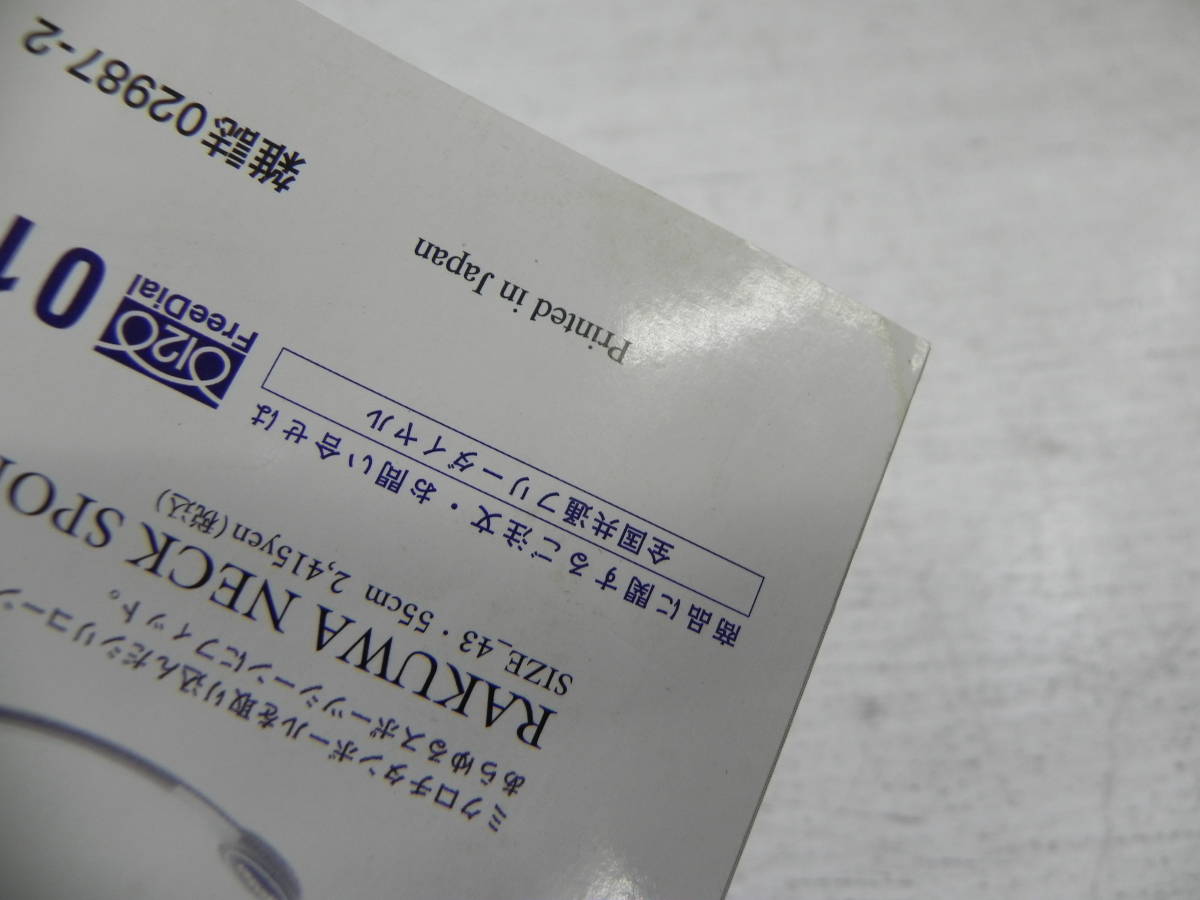 ミクロチタンボールを取り込んだシリコーン
あらゆるスポーツシーンにフィット。
RAKUWA NECK
SIZE_43・55cm 2,415yen(税込)
商品に関するご注文・お問い合せは
全国共通フリーダイヤル
0120
FreeDial
01
Printed in Japan
雑誌02987-2